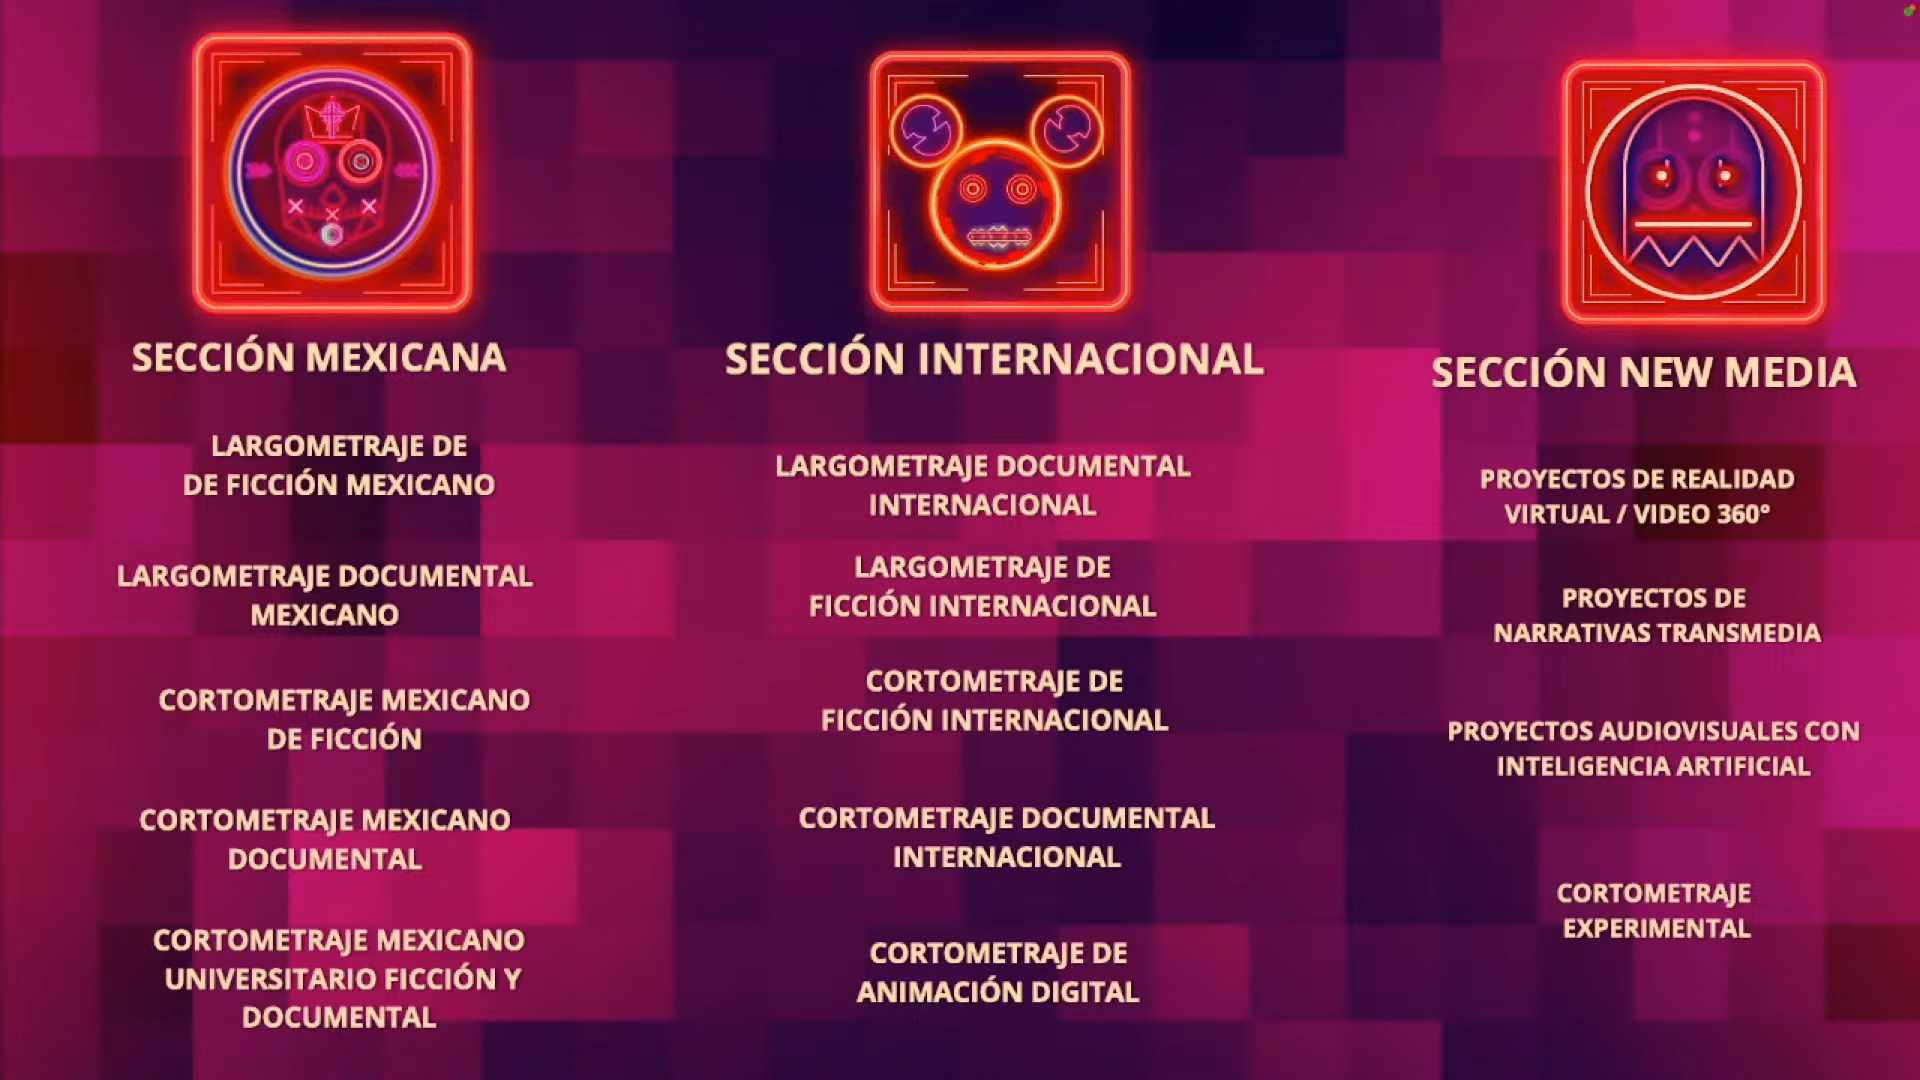 SECCIÓN MEXICANA
LARGOMETRAJE DE
DE FICCIÓN MEXICANO
LARGOMETRAJE DOCUMENTAL
MEXICANO
CORTOMETRAJE MEXICANO
DE FICCIÓN
CORTOMETRAJE MEXICANO
DOCUMENTAL
CORTOMETRAJE MEXICANO
UNIVERSITARIO FICCIÓN Y
DOCUMENTAL
SECCIÓN INTERNACIONAL
LARGOMETRAJE DOCUMENTAL
INTERNACIONAL
LARGOMETRAJE DE
FICCIÓN INTERNACIONAL
CORTOMETRAJE DE
FICCIÓN INTERNACIONAL
CORTOMETRAJE DOCUMENTAL
INTERNACIONAL
CORTOMETRAJE DE
ANIMACIÓN DIGITAL
SECCIÓN NEW MEDIA
PROYECTOS DE REALIDAD
VIRTUAL / VIDEO 360°
PROYECTOS DE
NARRATIVAS TRANSMEDIA
PROYECTOS AUDIOVISUALES CON
INTELIGENCIA ARTIFICIAL
CORTOMETRAJE
EXPERIMENTAL